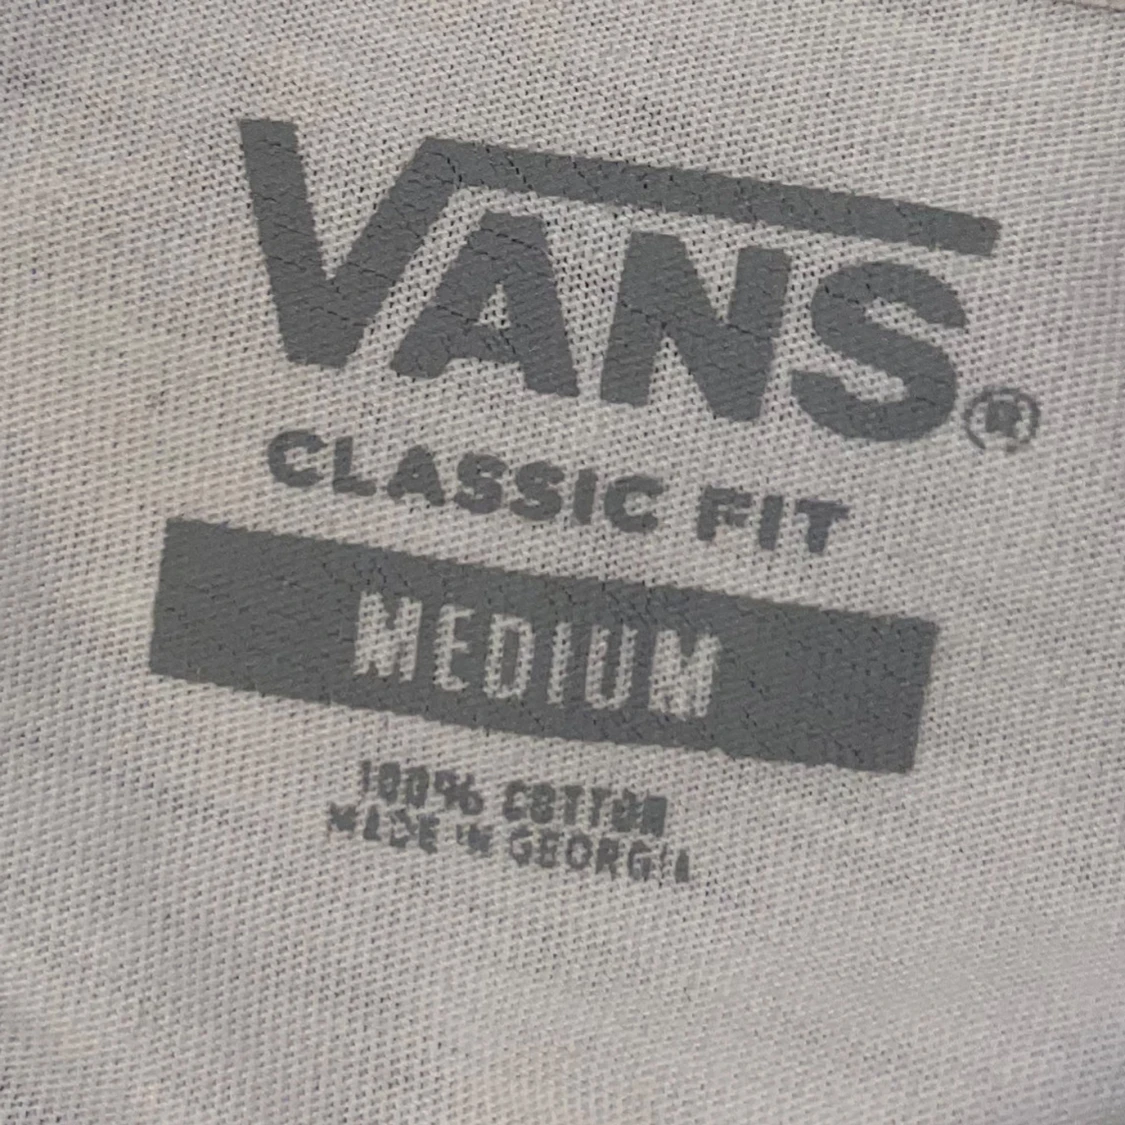 VANS®
CLASSIC FIT
MEDIUM
100% COTTON
MADE IN GEORGIA